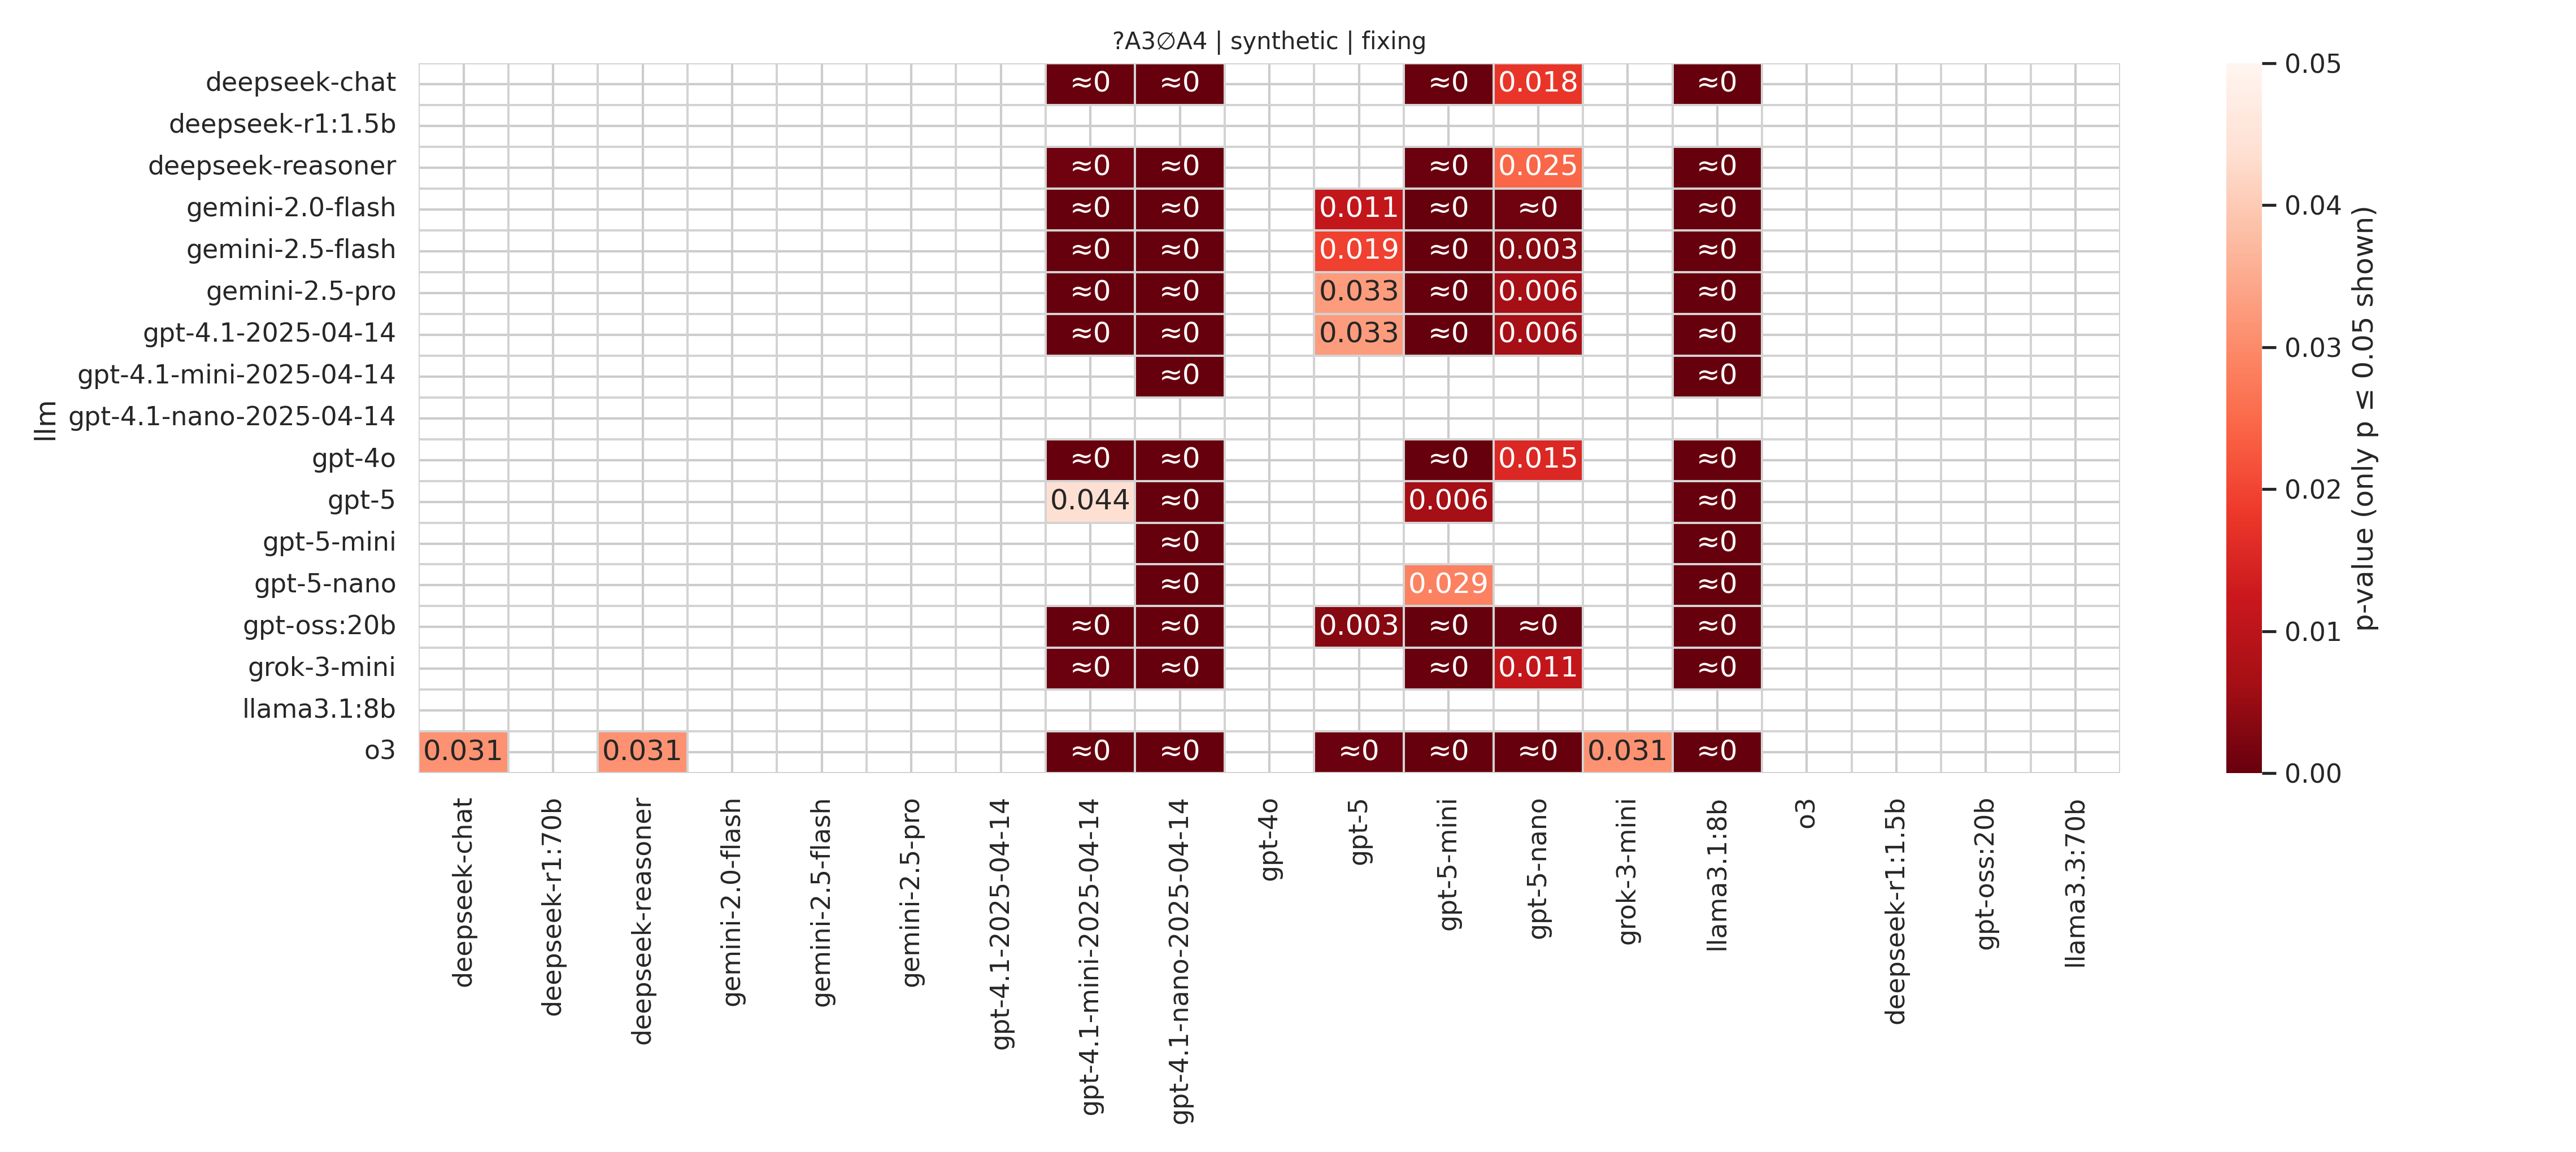 ?A3∅A4 | synthetic | fixing
deepseek-chat ≈0 ≈0 ≈0 0.018 ≈0
deepseek-r1:1.5b
deepseek-reasoner ≈0 ≈0 ≈0 0.025 ≈0
gemini-2.0-flash ≈0 ≈0 0.011 ≈0 ≈0 ≈0
gemini-2.5-flash ≈0 ≈0 0.019 ≈0 0.003 ≈0
gemini-2.5-pro ≈0 ≈0 0.033 ≈0 0.006 ≈0
gpt-4.1-2025-04-14 ≈0 ≈0 0.033 ≈0 0.006 ≈0
gpt-4.1-mini-2025-04-14 ≈0 ≈0
gpt-4.1-nano-2025-04-14
gpt-4o ≈0 ≈0 ≈0 0.015 ≈0
gpt-5 0.044 ≈0 0.006 ≈0
gpt-5-mini ≈0 ≈0
gpt-5-nano ≈0 0.029 ≈0
gpt-oss:20b ≈0 ≈0 0.003 ≈0 ≈0 ≈0
grok-3-mini ≈0 ≈0 ≈0 0.011 ≈0
llama3.1:8b
o3 0.031 0.031 ≈0 ≈0 ≈0 ≈0 ≈0 0.031 ≈0
llm
deepseek-chat
deepseek-r1:70b
deepseek-reasoner
gemini-2.0-flash
gemini-2.5-flash
gemini-2.5-pro
gpt-4.1-2025-04-14
gpt-4.1-mini-2025-04-14
gpt-4.1-nano-2025-04-14
gpt-4o
gpt-5
gpt-5-mini
gpt-5-nano
grok-3-mini
llama3.1:8b
o3
deepseek-r1:1.5b
gpt-oss:20b
llama3.3:70b
0.05
0.04
0.03
0.02
0.01
0.00
p-value (only p ≤ 0.05 shown)